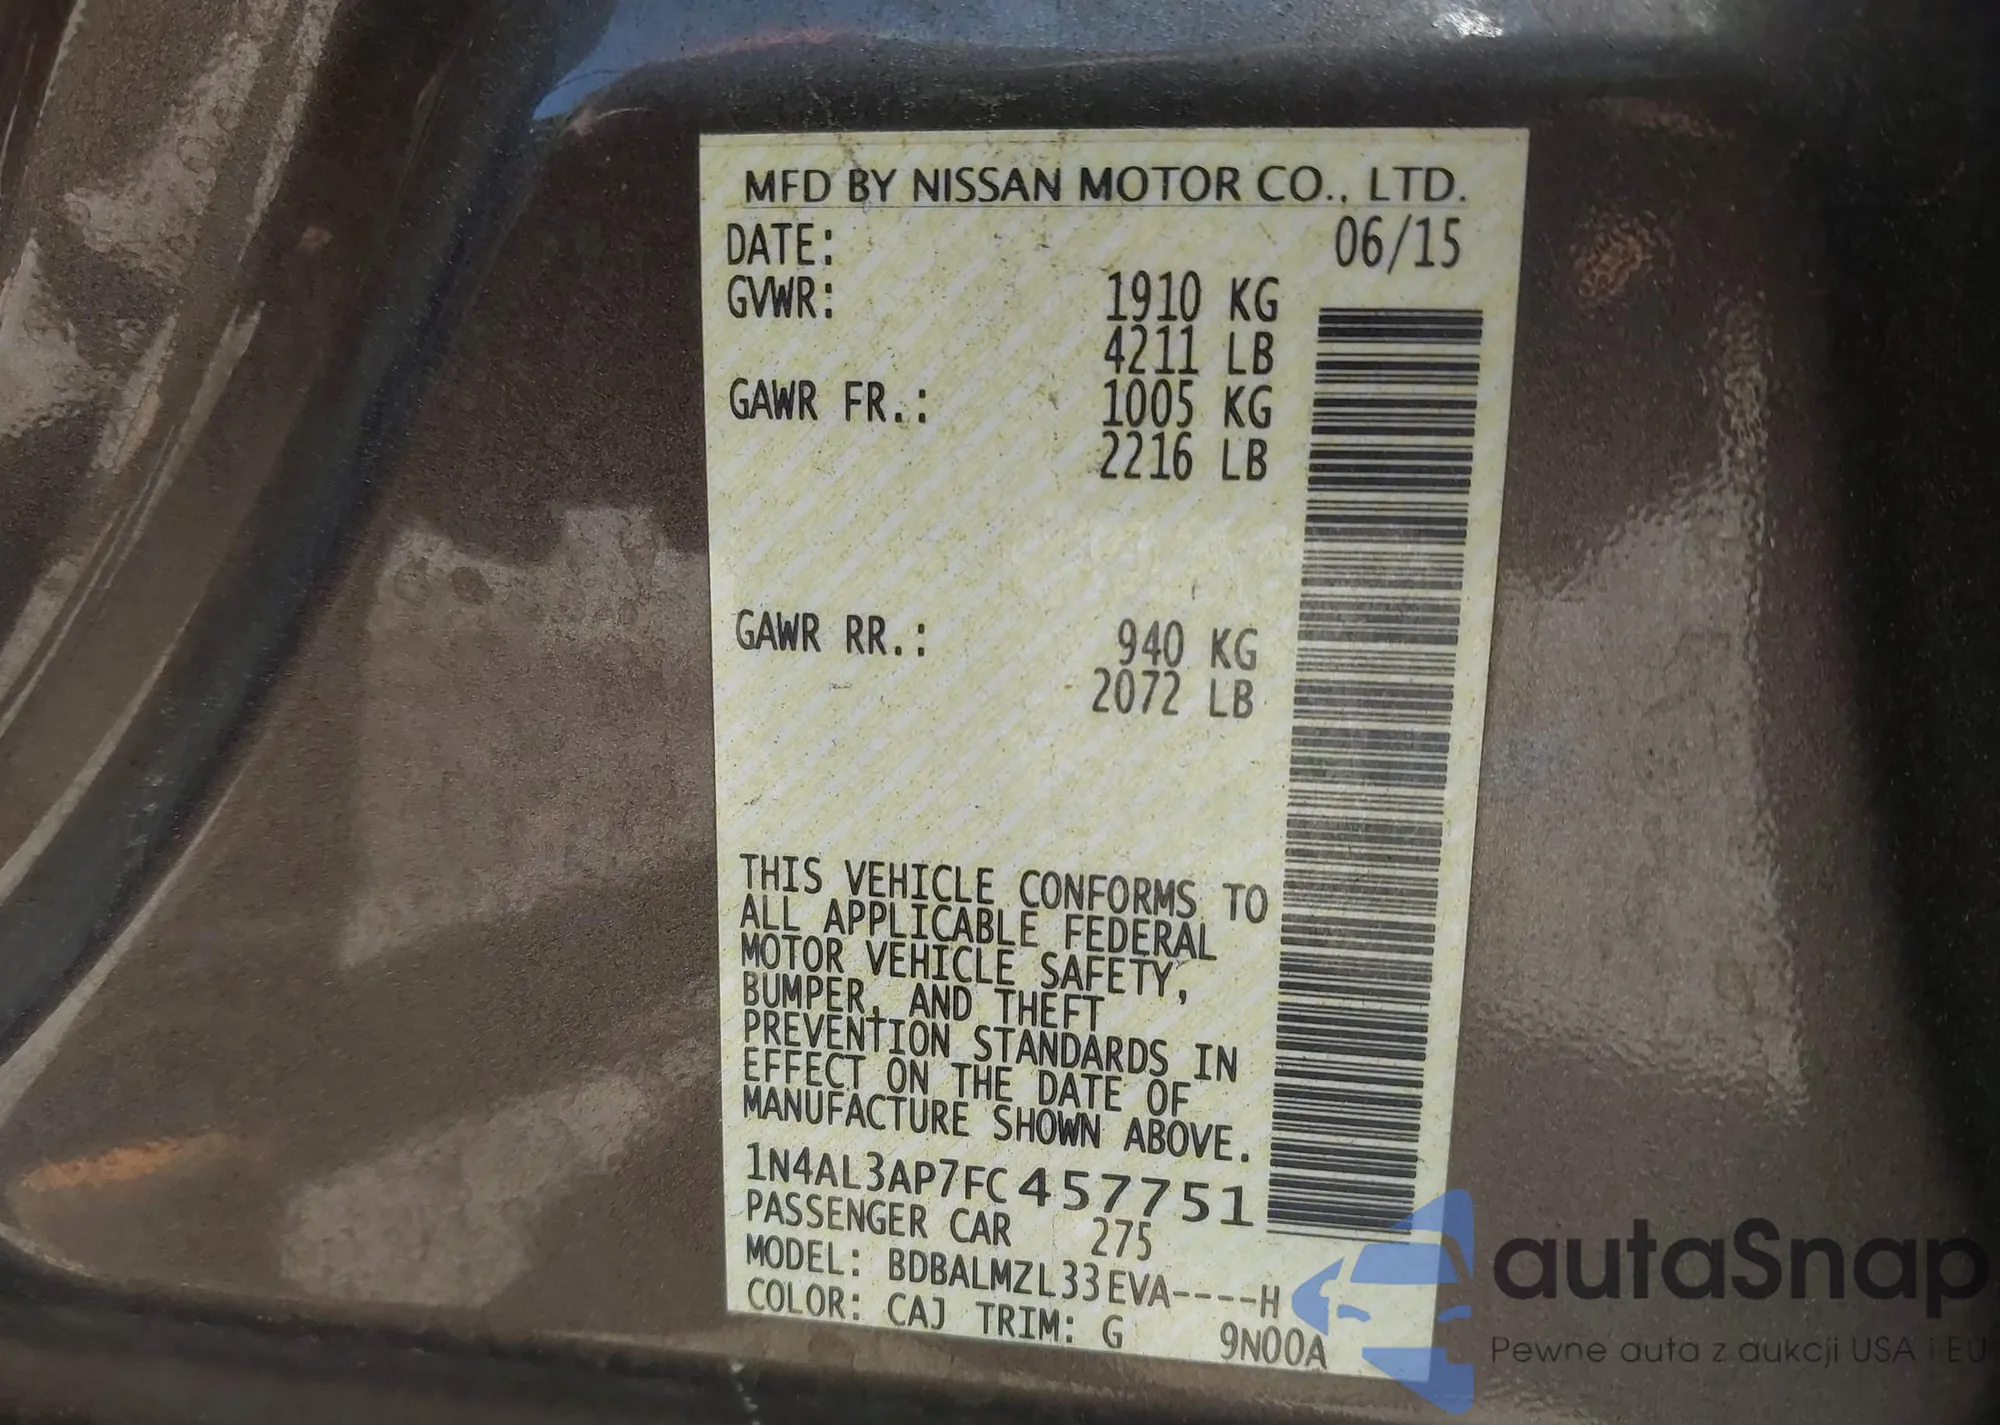 MFD BY NISSAN MOTOR CO., LTD.
DATE: 06/15
GVWR: 1910 KG
4211 LB
GAWR FR.: 1005 KG
2216 LB
GAWR RR.: 940 KG
2072 LB
THIS VEHICLE CONFORMS TO
ALL APPLICABLE FEDERAL
MOTOR VEHICLE SAFETY,
BUMPER, AND THEFT
PREVENTION STANDARDS IN
EFFECT ON THE DATE OF
MANUFACTURE SHOWN ABOVE.
1N4AL3AP7FC457751
PASSENGER CAR 275
MODEL: BDBALMZL33EVA----H
COLOR: CAJ TRIM: G 9N00A
autaSnap
Pewne auta z aukcji USA i EU